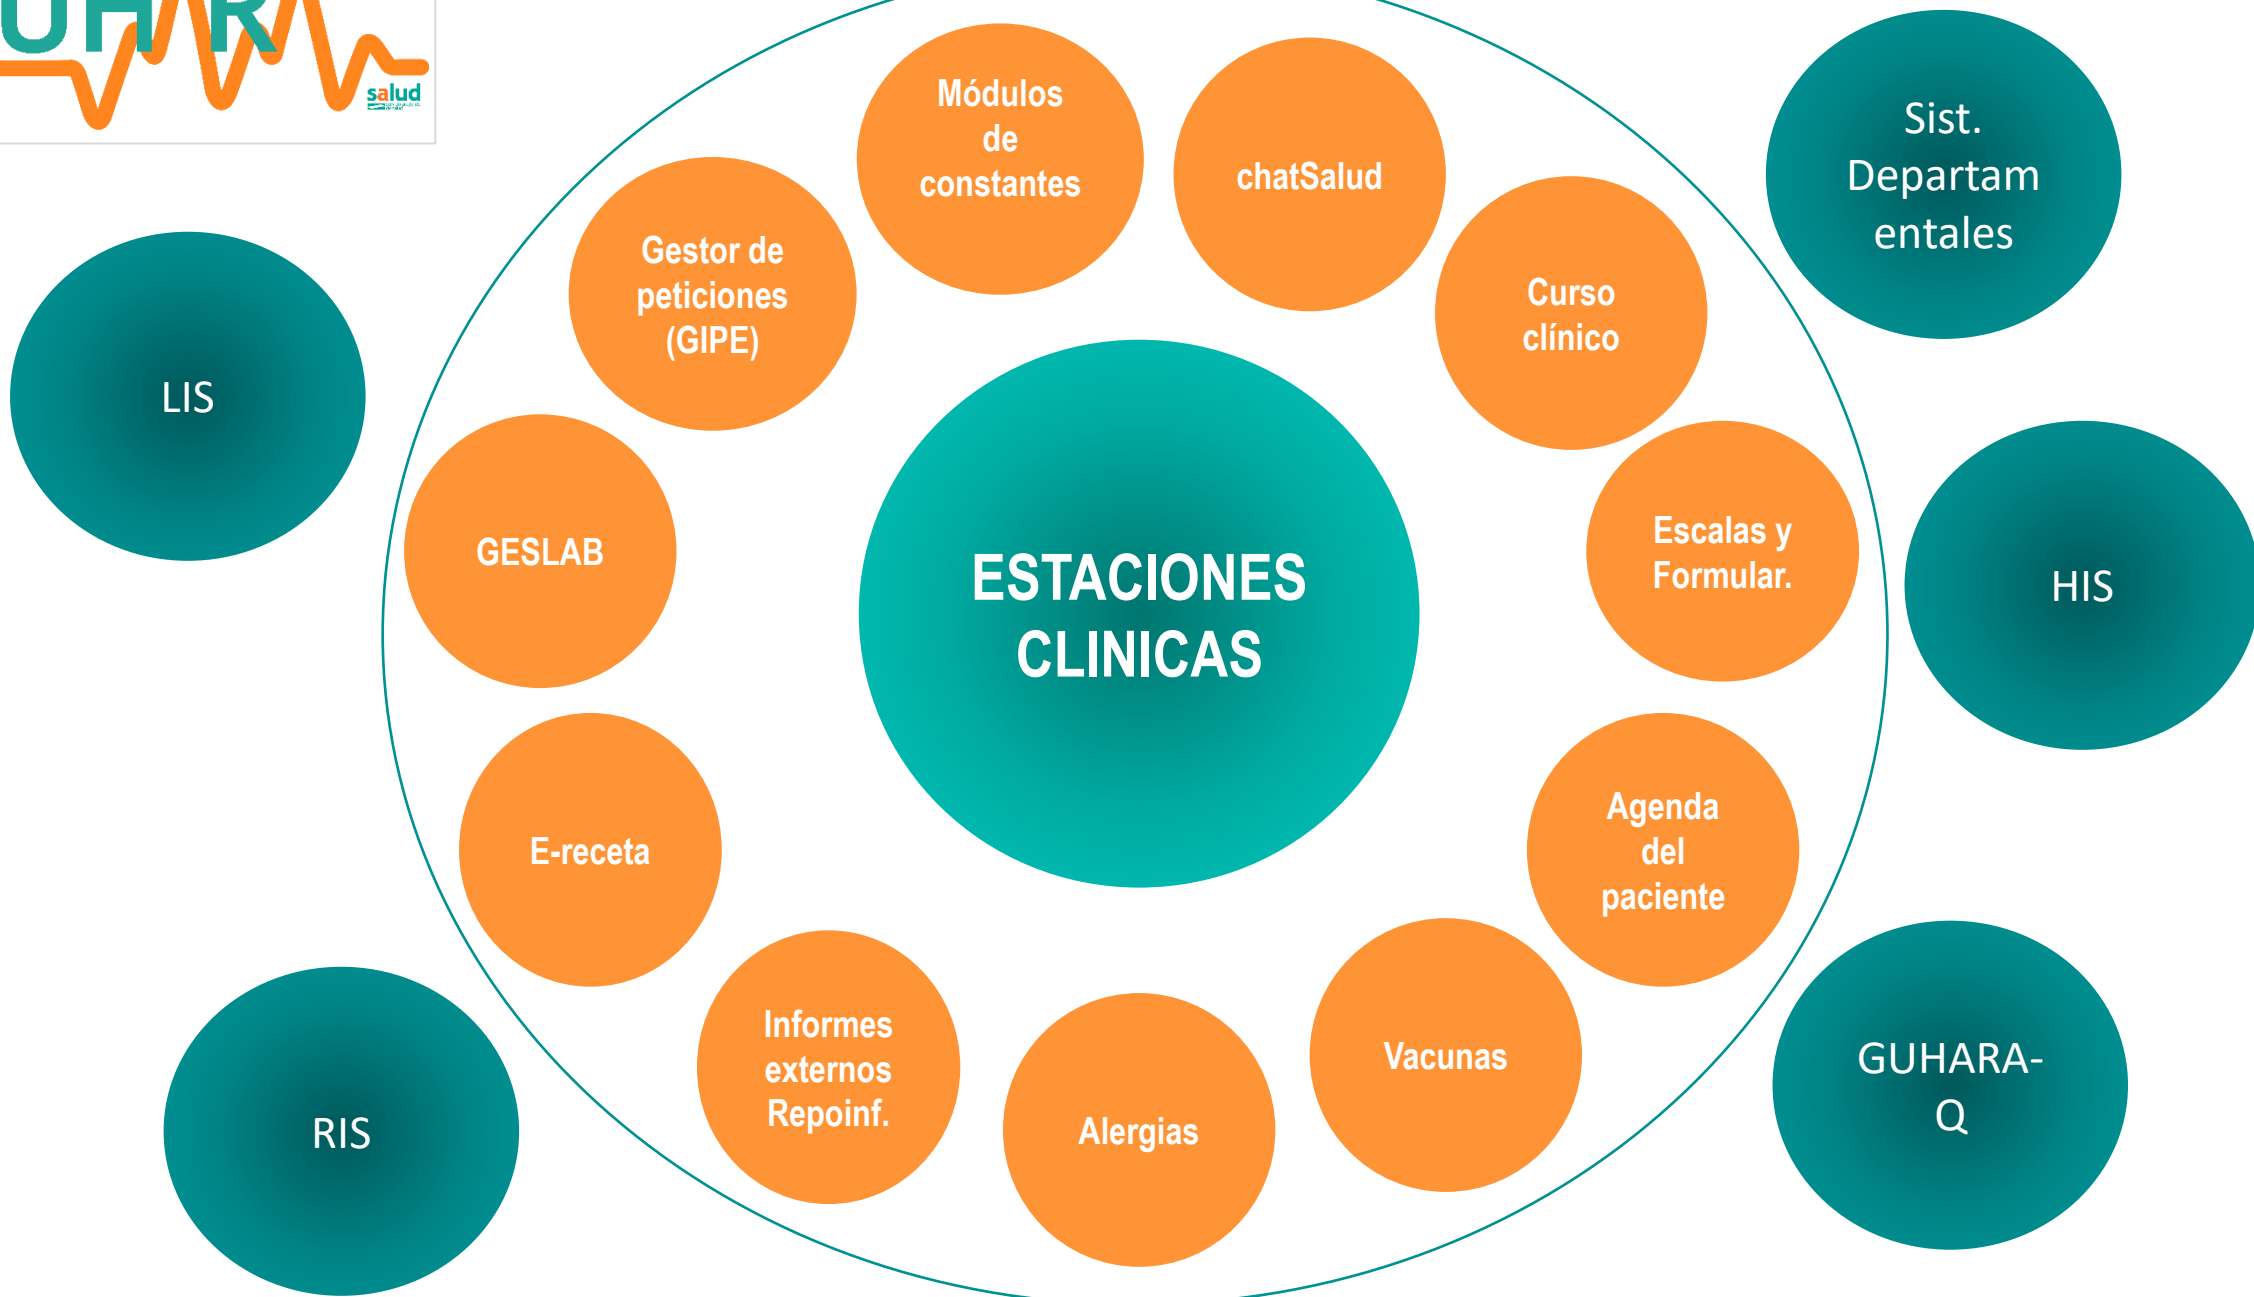 UH R
salud
Módulos
de
constantes
chatSalud
Sist.
Departam
entales
Gestor de
peticiones
(GIPE)
Curso
clínico
LIS
GESLAB
ESTACIONES
CLINICAS
Escalas y
Formular.
HIS
E-receta
Agenda
del
paciente
Informes
externos
Repoinf.
Alergias
Vacunas
RIS
GUHARA-
Q